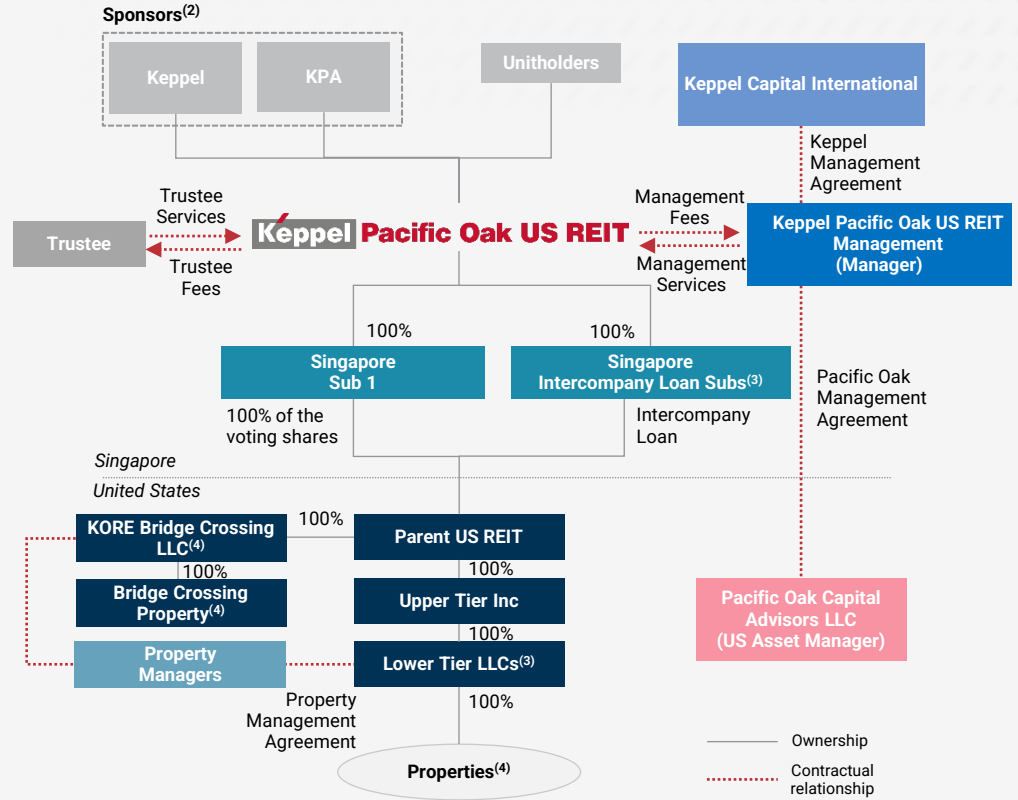 Sponsors(2)
Keppel
KPA
Unitholders
Keppel Capital International
Keppel
Management
Agreement
Trustee
Trustee
Services
Trustee
Fees
Keppel Pacific Oak US REIT
Management
Fees
Management
Services
Keppel Pacific Oak US REIT
Management
(Manager)
100%
100%
Singapore
Sub 1
Singapore
Intercompany Loan Subs(3)
Pacific Oak
Management
Agreement
100% of the
voting shares
Intercompany
Loan
Singapore
United States
KORE Bridge Crossing
LLC(4)
100%
Parent US REIT
100%
100%
Bridge Crossing
Property(4)
Upper Tier Inc
100%
Pacific Oak Capital
Advisors LLC
(US Asset Manager)
Property
Managers
Lower Tier LLCs(3)
100%
Property
Management
Agreement
Properties(4)
Ownership
Contractual
relationship